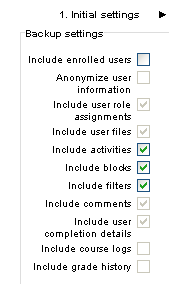 1. Initial settings ►
Backup settings
Include enrolled users
Anonymize user
information
Include user role
assignments
Include user files
Include activities
Include blocks
Include filters
Include comments
Include user
completion details
Include course logs
Include grade history